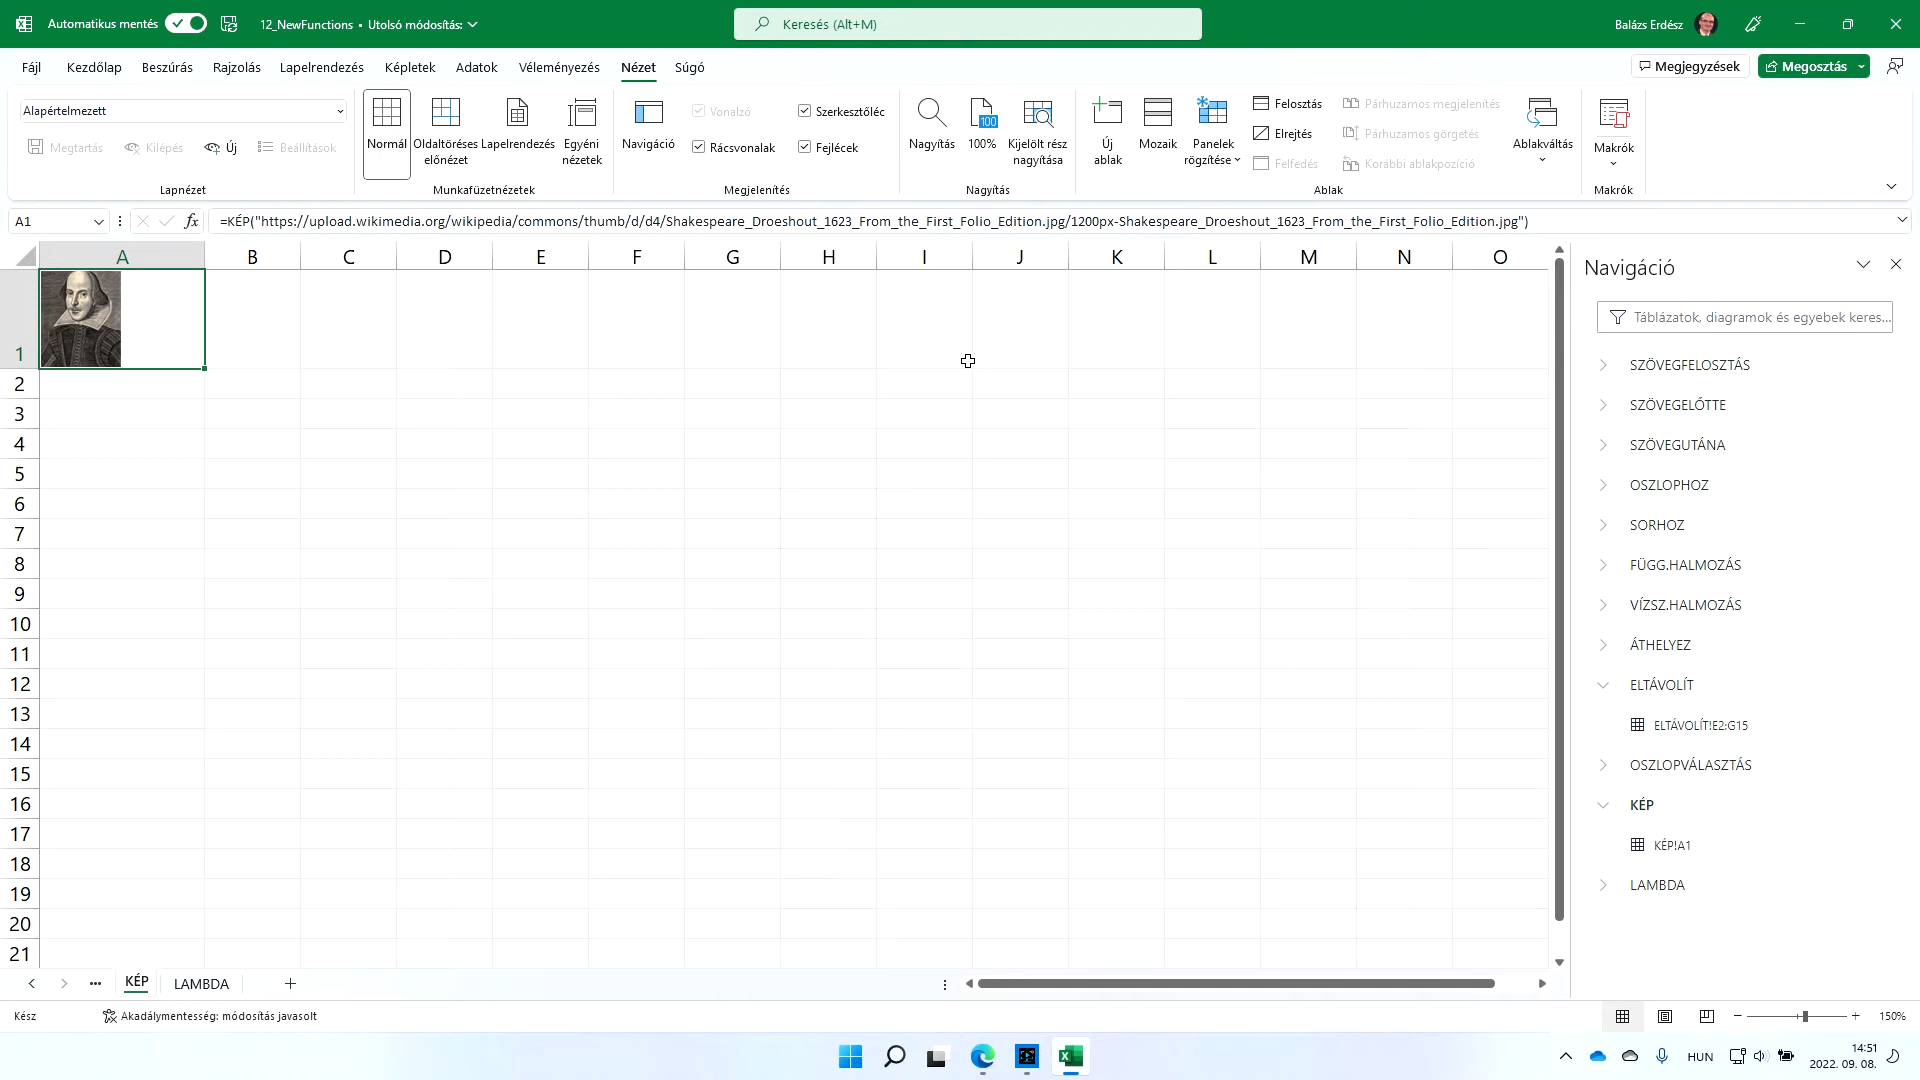 Automatikus mentés
12_NewFunctions • Utolsó módosítás:
Keresés (Alt+M)
Balázs Erdész
Fájl Kezdőlap Beszúrás Rajzolás Lapelrendezés Képletek Adatok Véleményezés Nézet Súgó
Megjegyzések Megosztás
Alapértelmezett
Megtartás Kilépés Új Beállítások
Lapnézet
Normál Oldaltöréses előnézet Lapelrendezés Egyéni nézetek
Munkafüzetnézetek
Navigáció
Vonalzó Szerkesztőléc
Rácsvonalak Fejlécek
Megjelenítés
Nagyítás 100% Kijelölt rész nagyítása
100
Nagyítás
Új ablak Mozaik Panelek rögzítése
Felosztás
Elrejtés
Felfedés
Párhuzamos megjelenítés
Párhuzamos görgetés
Korábbi ablakpozíció
Ablakváltás
Ablak
Makrók
Makrók
A1
fx
=KÉP("https://upload.wikimedia.org/wikipedia/commons/thumb/d/d4/Shakespeare_Droeshout_1623_From_the_First_Folio_Edition.jpg/1200px-Shakespeare_Droeshout_1623_From_the_First_Folio_Edition.jpg")
A B C D E F G H I J K L M N O
1
2
3
4
5
6
7
8
9
10
11
12
13
14
15
16
17
18
19
20
21
Navigáció
Táblázatok, diagramok és egyebek keres...
SZÖVEGFELOSZTÁS
SZÖVEGELŐTTE
SZÖVEGUTÁNA
OSZLOPHOZ
SORHOZ
FÜGG.HALMOZÁS
VÍZSZ.HALMOZÁS
ÁTHELYEZ
ELTÁVOLÍT
ELTÁVOLÍT!E2:G15
OSZLOPVÁLASZTÁS
KÉP
KÉP!A1
LAMBDA
KÉP LAMBDA
Kész
Akadálymentesség: módosítás javasolt
150%
HUN
14:51
2022. 09. 08.